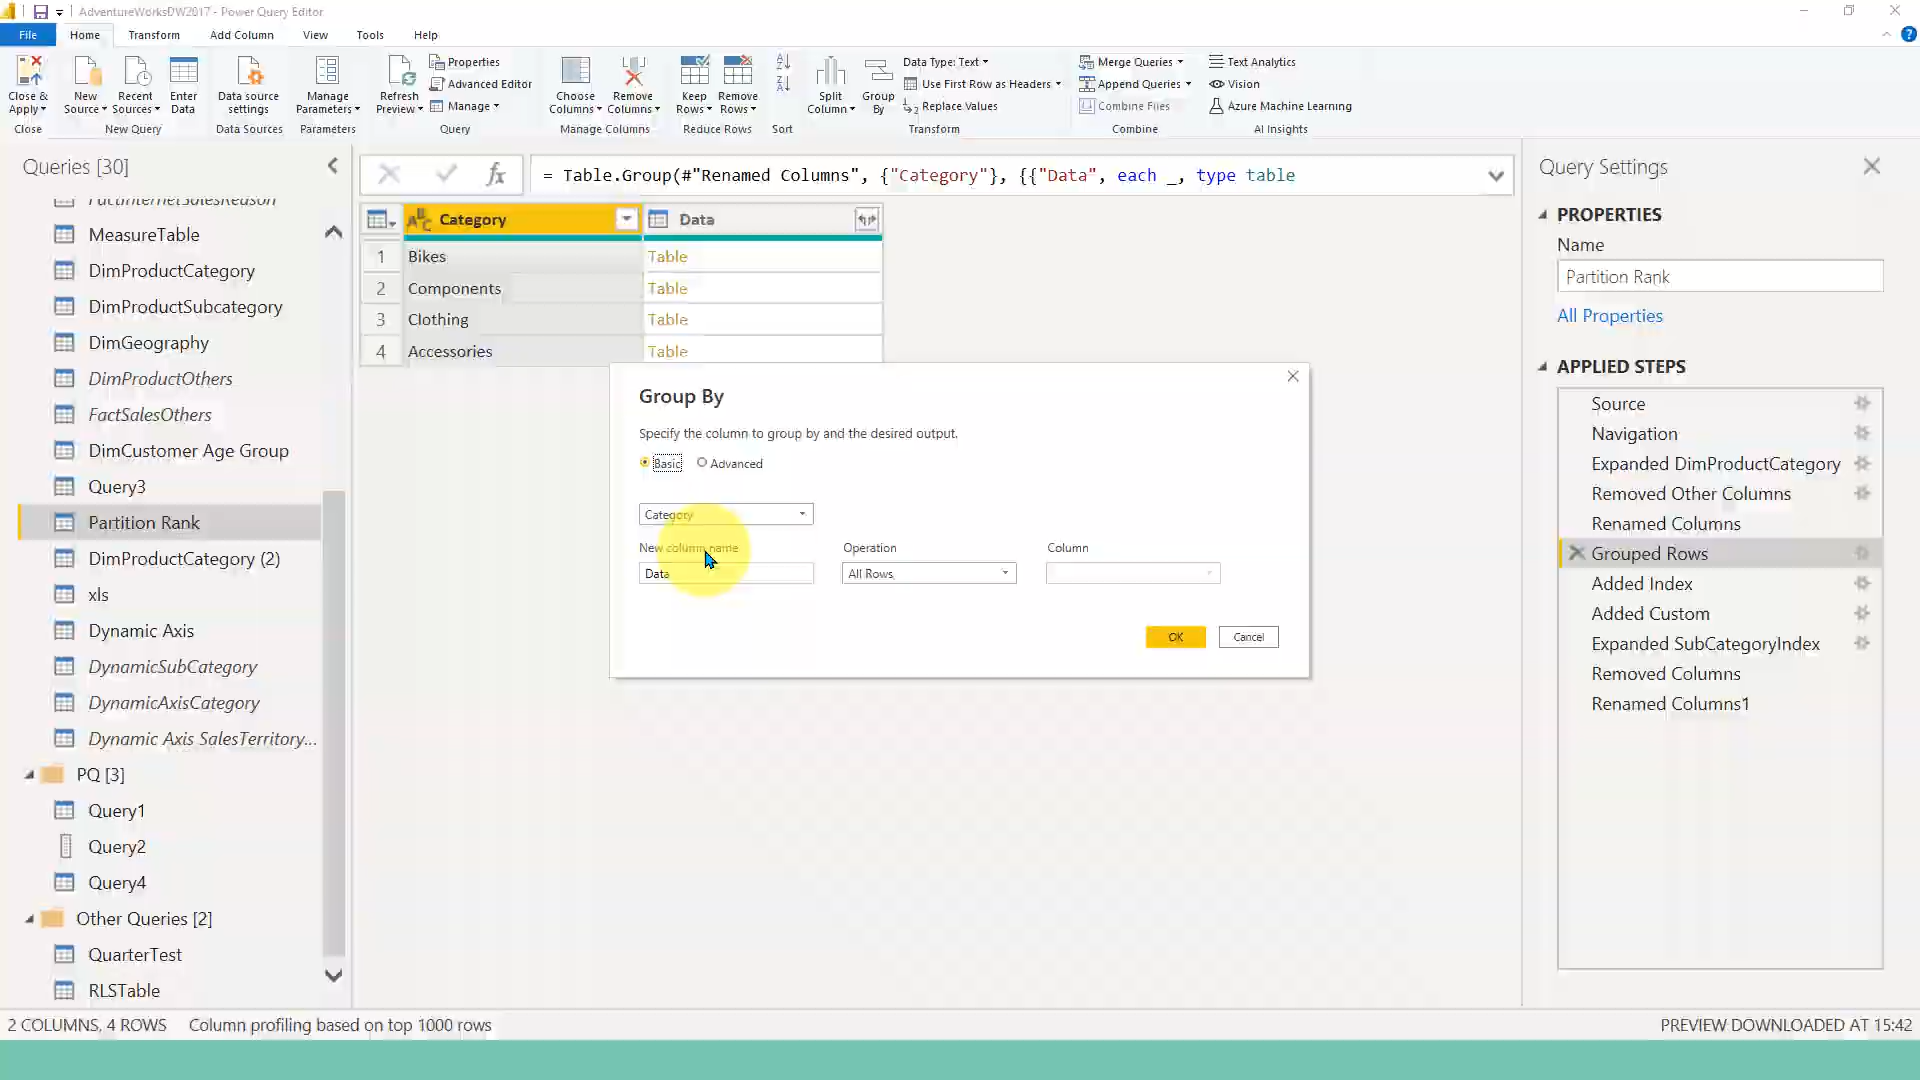 AdventureWorksDW2017 - Power Query Editor
File Home Transform Add Column View Tools Help
Close & Apply
New Source
Recent Sources
Enter Data
Data source settings
Manage Parameters
Refresh Preview
Properties
Advanced Editor
Manage
Choose Columns
Remove Columns
Keep Rows
Remove Rows
Split Column
Group By
Data Type: Text
Use First Row as Headers
Replace Values
Merge Queries
Append Queries
Combine Files
Text Analytics
Vision
Azure Machine Learning
Close New Query Data Sources Parameters Query Manage Columns Reduce Rows Sort Transform Combine AI Insights
Queries [30]
FactInternetSalesReason
MeasureTable
DimProductCategory
DimProductSubcategory
DimGeography
DimProductOthers
FactSalesOthers
DimCustomer Age Group
Query3
Partition Rank
DimProductCategory (2)
xls
Dynamic Axis
DynamicSubCategory
DynamicAxisCategory
Dynamic Axis SalesTerritory...
PQ [3]
Query1
Query2
Query4
Other Queries [2]
QuarterTest
RLSTable
fx = Table.Group(#"Renamed Columns", {"Category"}, {{"Data", each _, type table
Category Data
1 Bikes Table
2 Components Table
3 Clothing Table
4 Accessories Table
Group By
Specify the column to group by and the desired output.
Basic Advanced
Category
New column name Operation Column
Data All Rows
OK Cancel
Query Settings
PROPERTIES
Name
Partition Rank
All Properties
APPLIED STEPS
Source
Navigation
Expanded DimProductCategory
Removed Other Columns
Renamed Columns
Grouped Rows
Added Index
Added Custom
Expanded SubCategoryIndex
Removed Columns
Renamed Columns1
2 COLUMNS, 4 ROWS Column profiling based on top 1000 rows PREVIEW DOWNLOADED AT 15:42